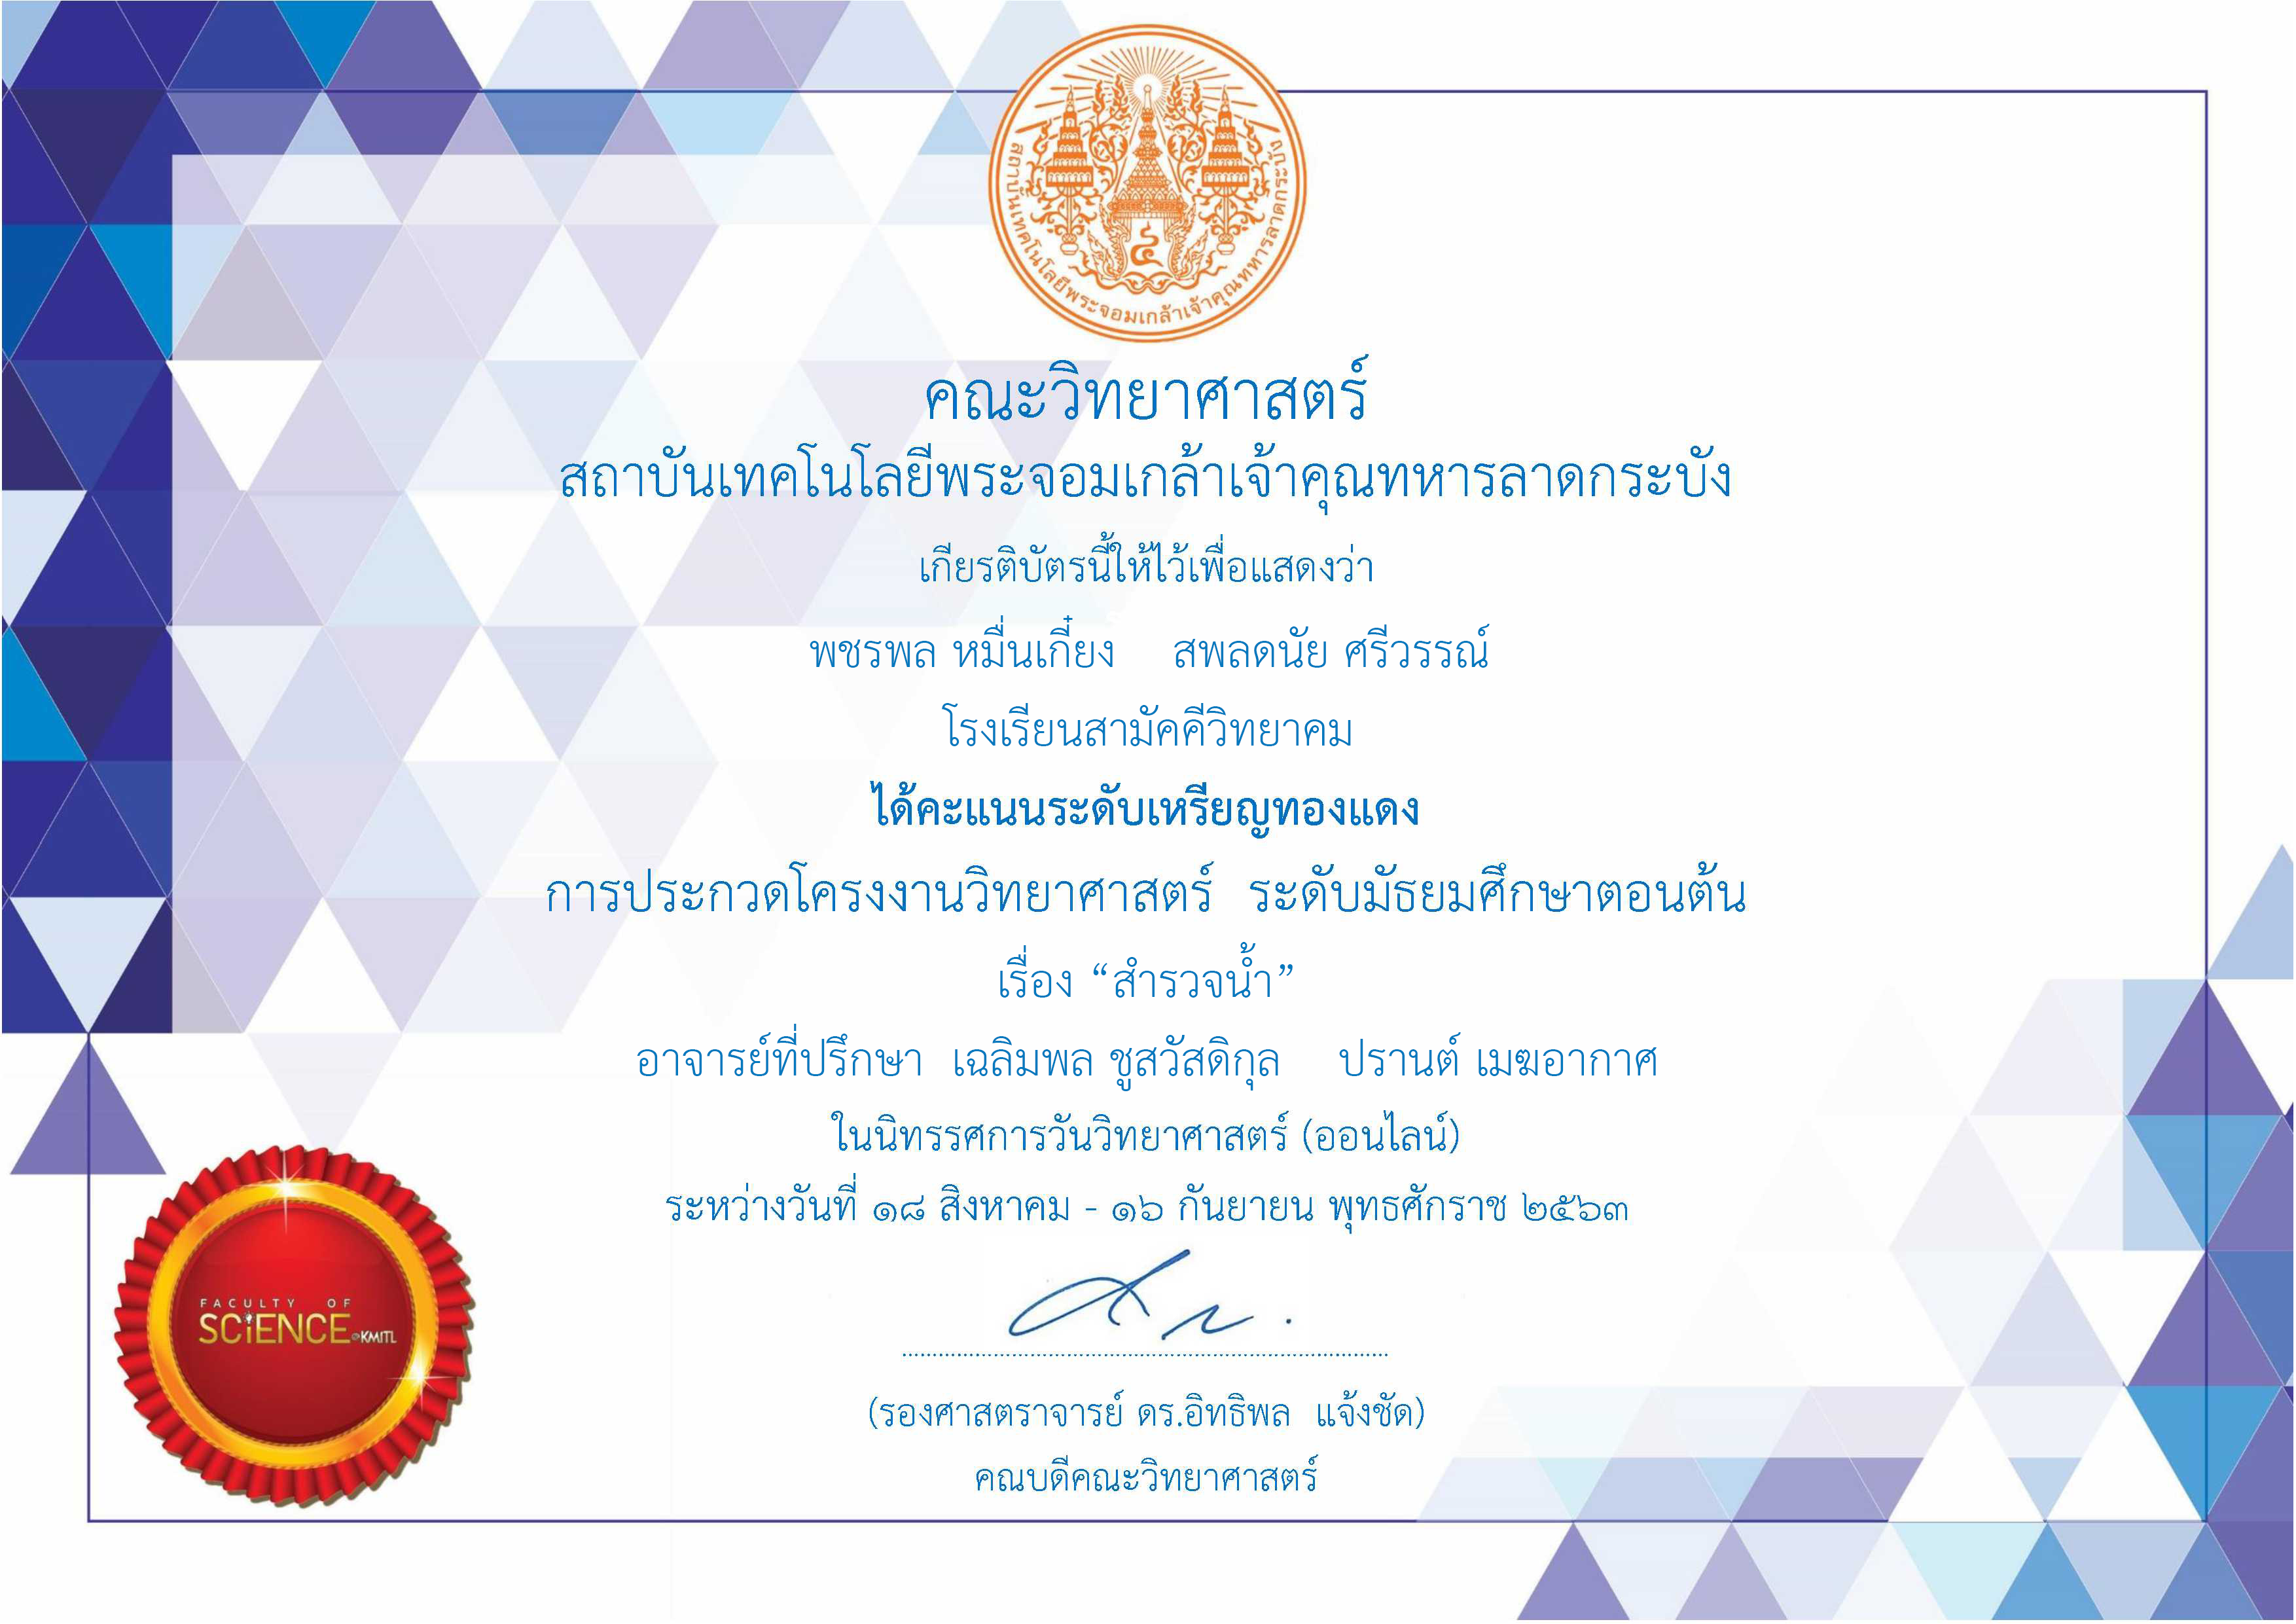 สถาบันเทคโนโลยีพระจอมเกล้าเจ้าคุณทหารลาดกระบัง
๔
คณะวิทยาศาสตร์
สถาบันเทคโนโลยีพระจอมเกล้าเจ้าคุณทหารลาดกระบัง
เกียรติบัตรนี้ให้ไว้เพื่อแสดงว่า
พชรพล หมื่นเกี๋ยง สพลดนัย ศรีวรรณ์
โรงเรียนสามัคคีวิทยาคม
ได้คะแนนระดับเหรียญทองแดง
การประกวดโครงงานวิทยาศาสตร์ ระดับมัธยมศึกษาตอนต้น
เรื่อง “สำรวจน้ำ”
อาจารย์ที่ปรึกษา เฉลิมพล ชูสวัสดิกุล ปรานต์ เมฆอากาศ
ในนิทรรศการวันวิทยาศาสตร์ (ออนไลน์)
ระหว่างวันที่ ๑๘ สิงหาคม - ๑๖ กันยายน พุทธศักราช ๒๕๖๓
FACULTY OF
SCiENCE @KMITL
(รองศาสตราจารย์ ดร.อิทธิพล แจ้งชัด)
คณบดีคณะวิทยาศาสตร์